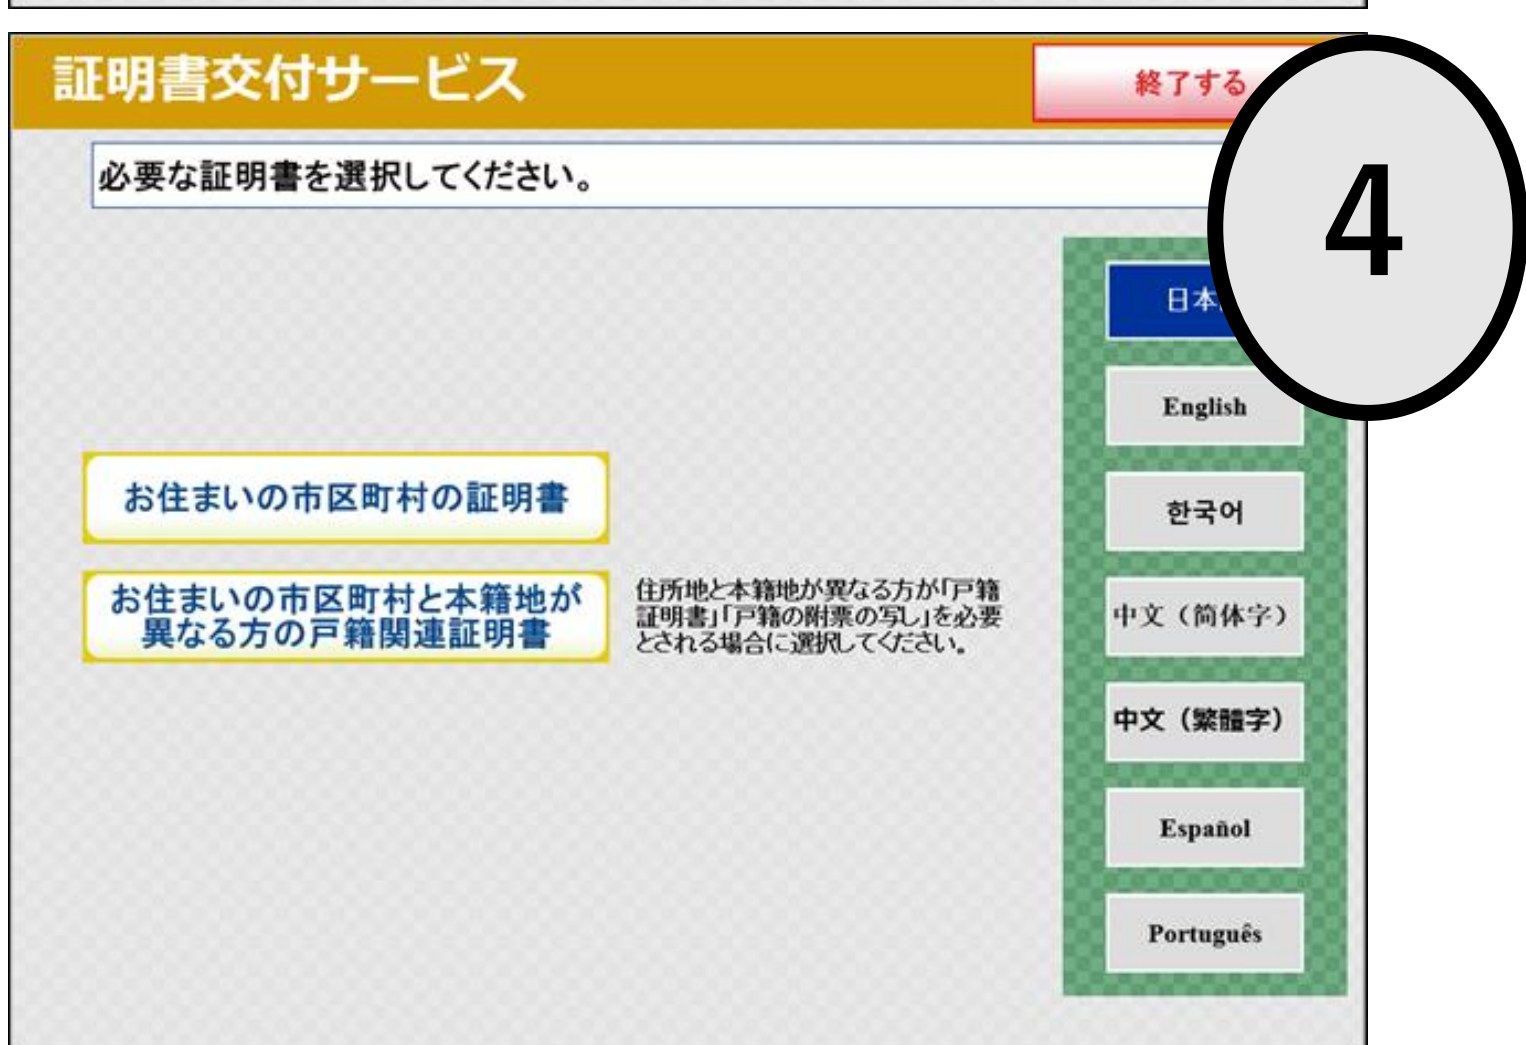 証明書交付サービス
終了する
4
必要な証明書を選択してください。
日本
English
お住まいの市区町村の証明書
한국어
お住まいの市区町村と本籍地が
異なる方の戸籍関連証明書
住所地と本籍地が異なる方が「戸籍
証明書」「戸籍の附票の写し」を必要
とされる場合に選択してください。
中文（简体字）
中文（繁體字）
Español
Português